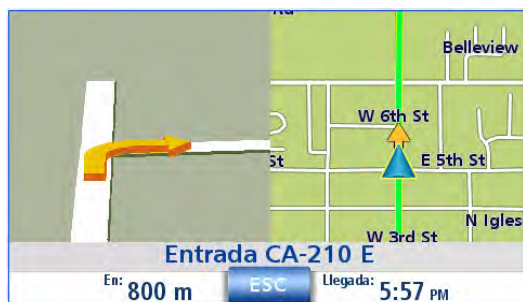 Rd
Belleview
W 6th St
St
E 5th St
N Igles
W 3rd St
Entrada CA-210 E
En: 800 m
ESC
Llegada: 5:57 PM